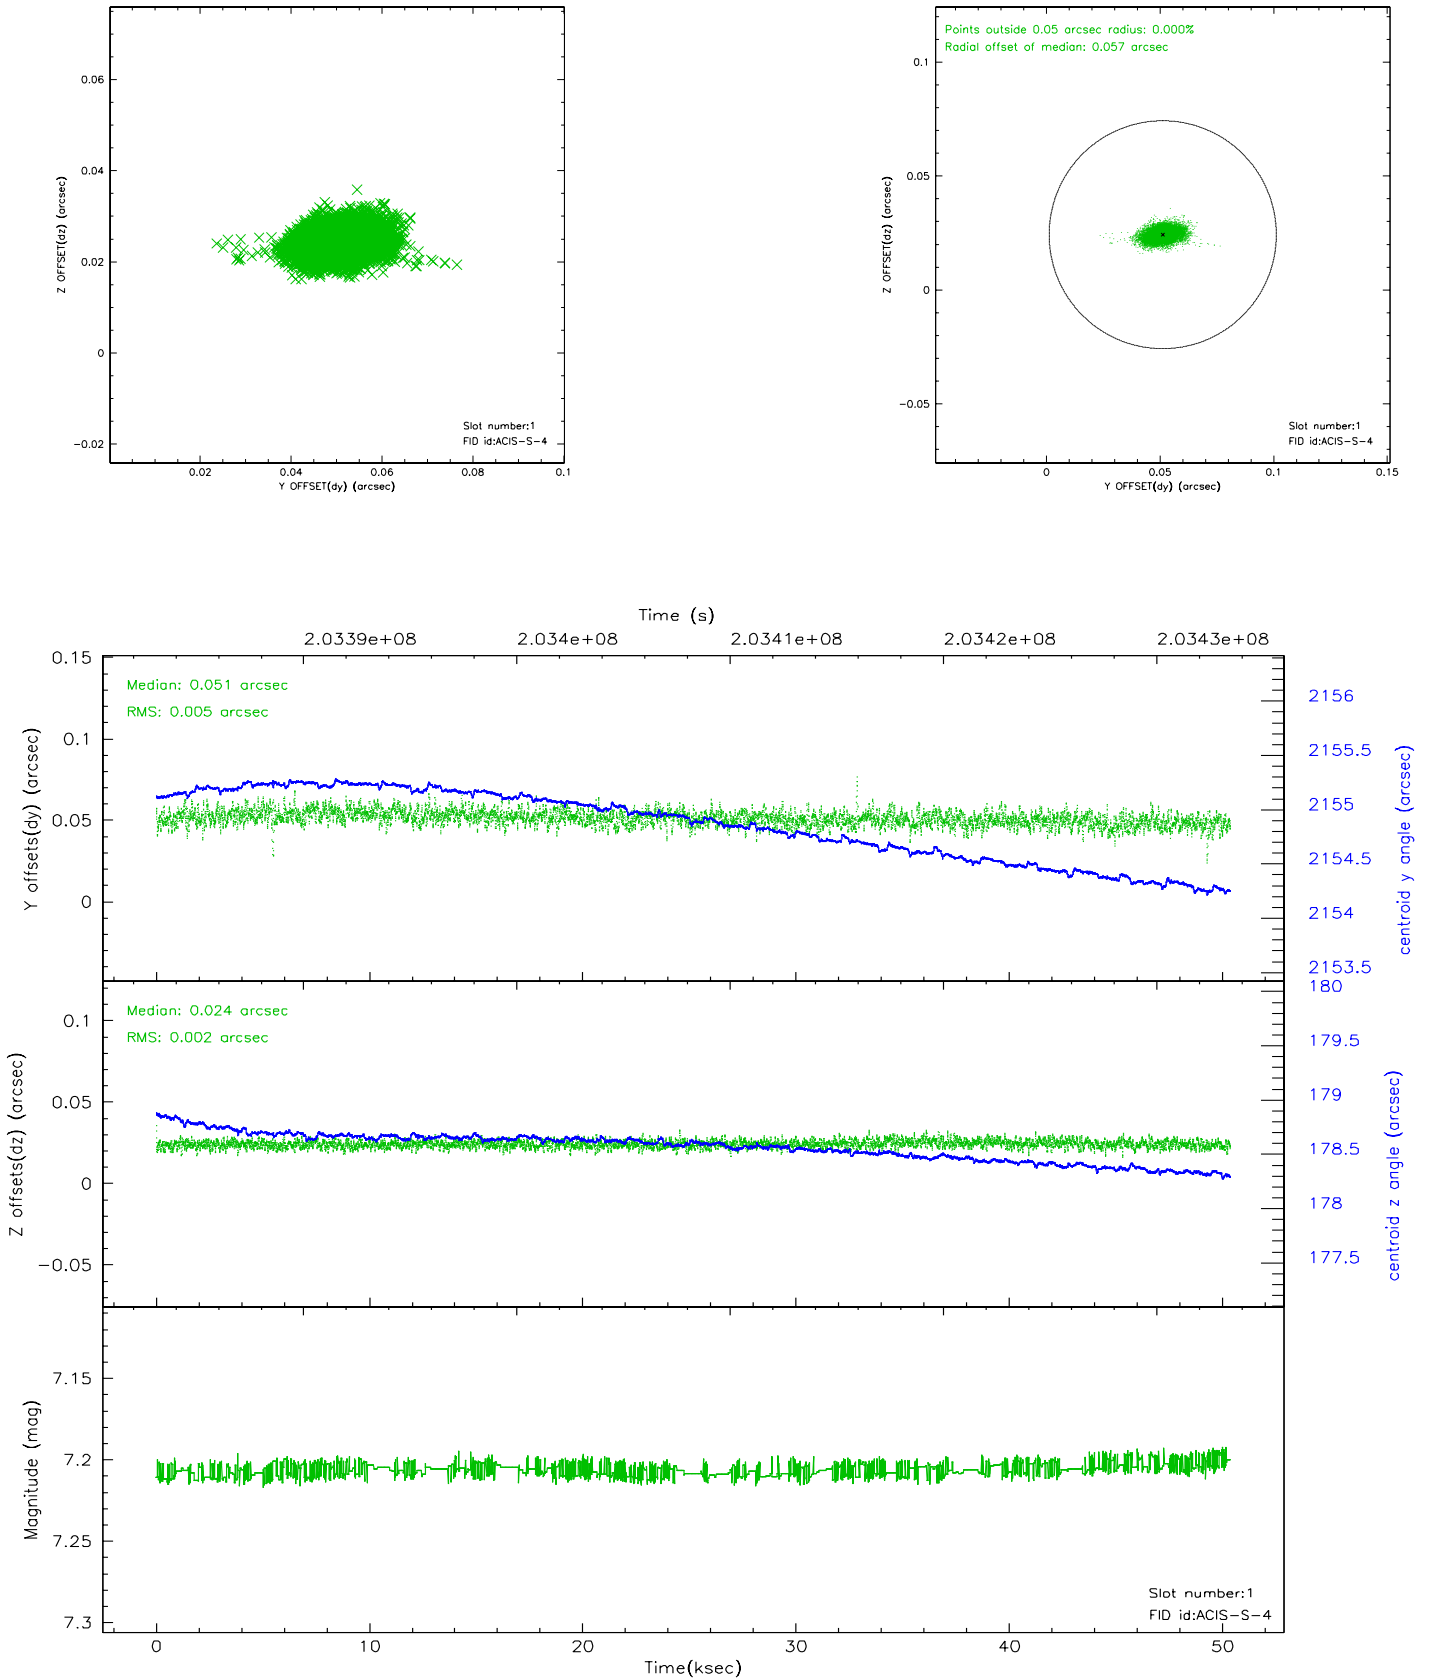 0.06
0.04
0.02
0
−0.02
Z OFFSET(dz) (arcsec)
Slot number:1
FID id:ACIS−S−4
0.02 0.04 0.06 0.08 0.1
Y OFFSET(dy) (arcsec)
Points outside 0.05 arcsec radius: 0.000%
Radial offset of median: 0.057 arcsec
0.1
0.05
0
−0.05
Z OFFSET(dz) (arcsec)
Slot number:1
FID id:ACIS−S−4
0 0.05 0.1 0.15
Y OFFSET(dy) (arcsec)
Time (s)
2.0339e+08 2.034e+08 2.0341e+08 2.0342e+08 2.0343e+08
0.15
0.1
0.05
0
Y offsets(dy) (arcsec)
Median: 0.051 arcsec
RMS: 0.005 arcsec
2156
2155.5
2155
2154.5
2154
2153.5
centroid y angle (arcsec)
0.1
0.05
0
−0.05
Z offsets(dz) (arcsec)
Median: 0.024 arcsec
RMS: 0.002 arcsec
180
179.5
179
178.5
178
177.5
centroid z angle (arcsec)
7.15
7.2
7.25
7.3
Magnitude (mag)
Slot number:1
FID id:ACIS−S−4
0 10 20 30 40 50
Time(ksec)